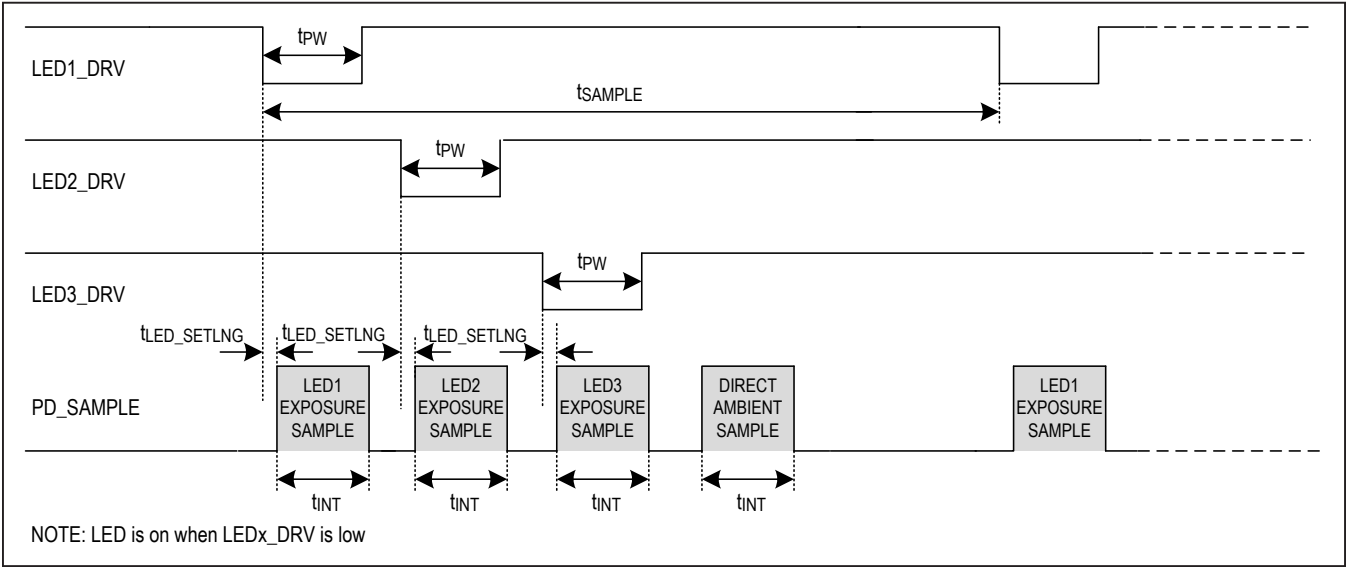 tPW
LED1_DRV
tSAMPLE
tPW
LED2_DRV
tPW
LED3_DRV
tLED_SETLNG tLED_SETLNG tLED_SETLNG
PD_SAMPLE
LED1
EXPOSURE
SAMPLE
LED2
EXPOSURE
SAMPLE
LED3
EXPOSURE
SAMPLE
DIRECT
AMBIENT
SAMPLE
LED1
EXPOSURE
SAMPLE
tINT tINT tINT tINT
NOTE: LED is on when LEDx_DRV is low